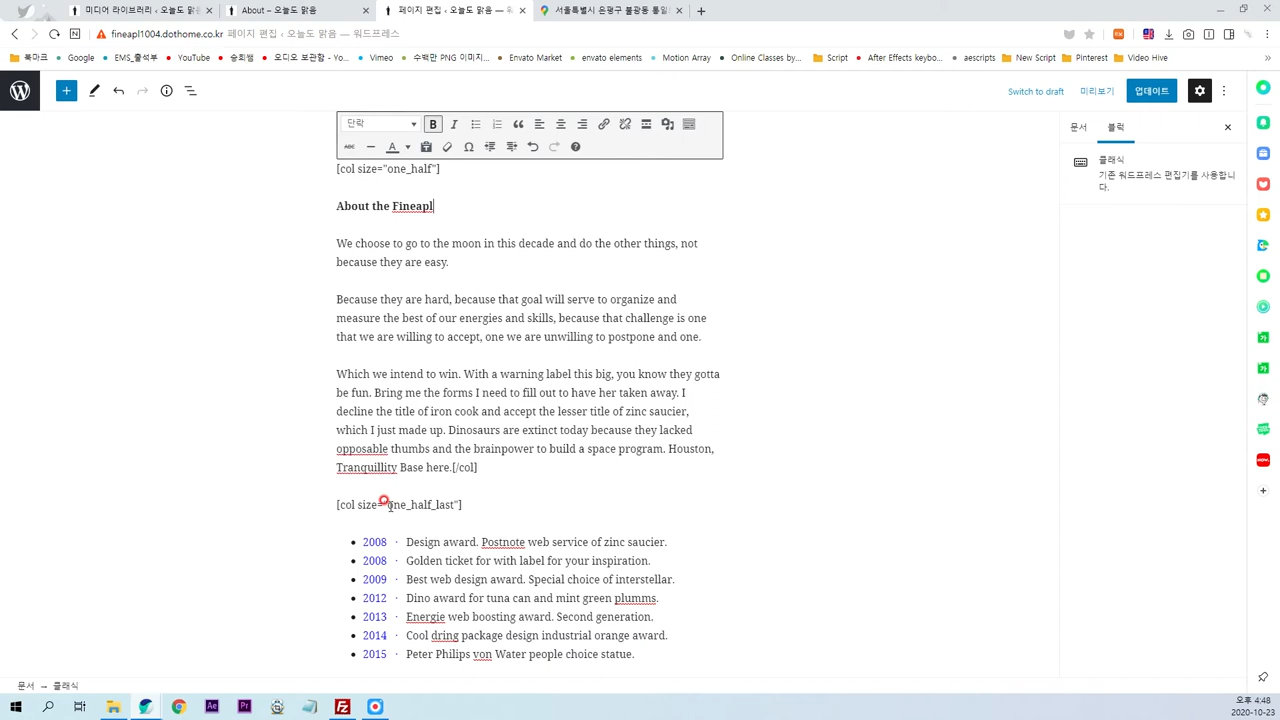 미디어 라이브러리 ‹ 오늘도 맑음
About – 오늘도 맑음
페이지 편집 ‹ 오늘도 맑음 — 워
서울특별시 은평구 불광동 통일
fineapl1004.dothome.co.kr 페이지 편집 ‹ 오늘도 맑음 — 워드프레스
북마크 Google EMS_출석부 YouTube 승희쌤 오디오 보관함 - Yo... Vimeo 수백만 PNG 이미지... Envato Market envato elements Motion Array Online Classes by... Script After Effects keybo... aescripts New Script Pinterest Video Hive »
Switch to draft 미리보기 업데이트
단락
문서 블럭
클래식
기존 워드프레스 편집기를 사용합니
다.
[col size="one_half"]
About the Fineapl
We choose to go to the moon in this decade and do the other things, not
because they are easy.
Because they are hard, because that goal will serve to organize and
measure the best of our energies and skills, because that challenge is one
that we are willing to accept, one we are unwilling to postpone and one.
Which we intend to win. With a warning label this big, you know they gotta
be fun. Bring me the forms I need to fill out to have her taken away. I
decline the title of iron cook and accept the lesser title of zinc saucier,
which I just made up. Dinosaurs are extinct today because they lacked
opposable thumbs and the brainpower to build a space program. Houston,
Tranquillity Base here.[/col]
[col size="one_half_last"]
2008 · Design award. Postnote web service of zinc saucier.
2008 · Golden ticket for with label for your inspiration.
2009 · Best web design award. Special choice of interstellar.
2012 · Dino award for tuna can and mint green plumms.
2013 · Energie web boosting award. Second generation.
2014 · Cool dring package design industrial orange award.
2015 · Peter Philips von Water people choice statue.
문서 → 클래식
오후 4:48
2020-10-23